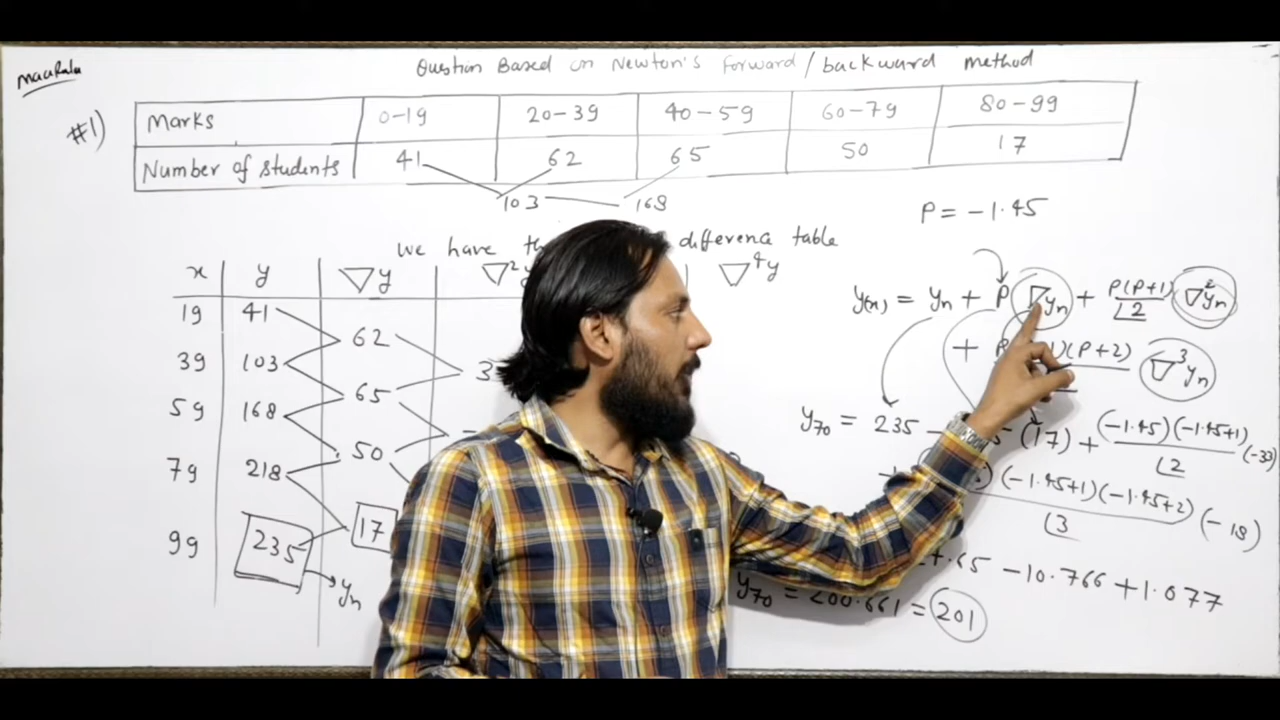 Question Based on Newton's Forward / backward method
#1)
Marks 0-19 20-39 40-59 60-79 80-99
Number of students 41 62 65 50 17
103 168
P = -1.45
we have difference table
x y ∇y ∇²y ∇⁴y
19 41
62
39 103
65
59 168
50
79 218
17
99 235
yn
y(x) = yn + P ∇yn + P(P+1)/⌊2 ∇²yn
+ (P+2) ∇³yn
y70 = 235 (17) + (-1.45)(-1.45+1)/⌊2 (-33)
(-1.45+1)(-1.45+2)/⌊3 (-18)
.65 -10.766 + 1.077
y70 = 200.661 = 201